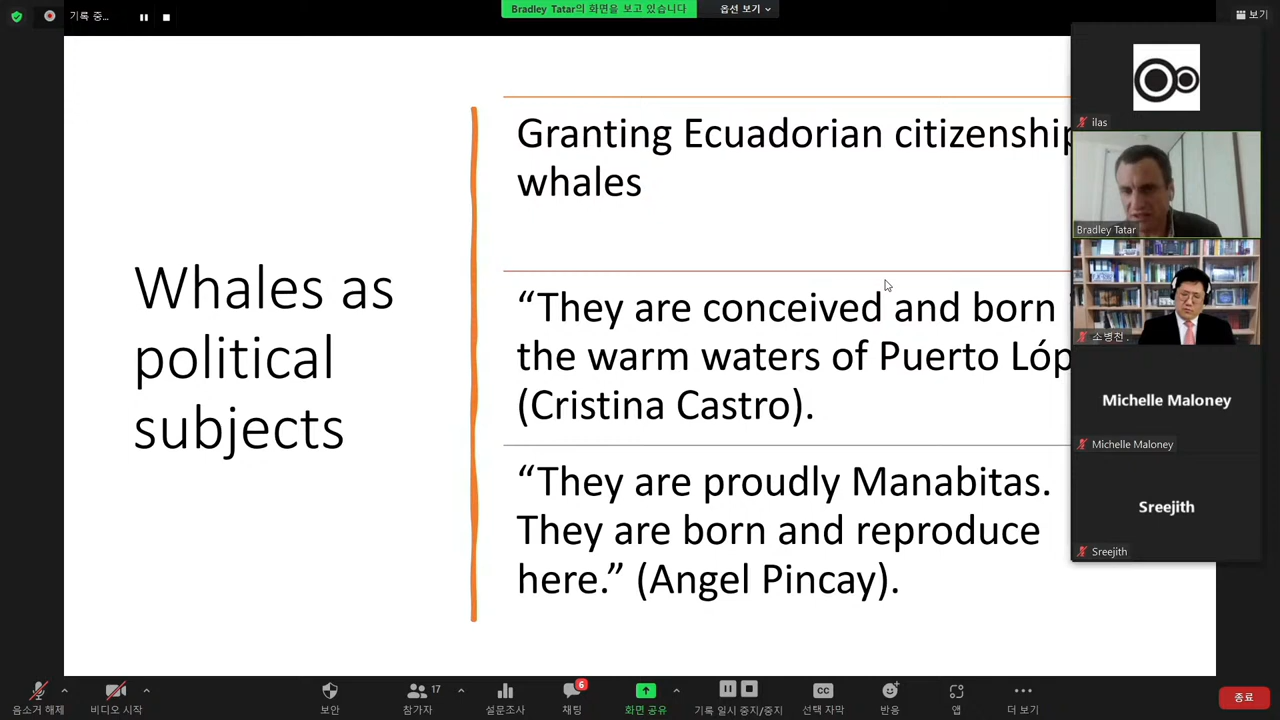 기록 중...
Bradley Tatar의 화면을 보고 있습니다
옵션 보기
보기
Granting Ecuadorian citizenship
whales
Whales as
political
subjects
“They are conceived and born
the warm waters of Puerto Lóp
(Cristina Castro).
“They are proudly Manabitas.
They are born and reproduce
here.” (Angel Pincay).
ilas
Bradley Tatar
소병천 .
Michelle Maloney
Michelle Maloney
Sreejith
Sreejith
음소거 해제
비디오 시작
보안
17
참가자
설문조사
6
채팅
화면 공유
기록 일시 중지/중지
CC
선택 자막
반응
앱
더 보기
종료